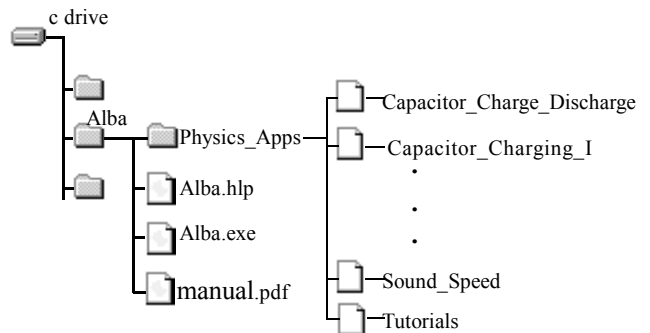 c drive
Alba
Physics_Apps
Alba.hlp
Alba.exe
manual.pdf
Capacitor_Charge_Discharge
Capacitor_Charging_I
.
.
.
Sound_Speed
Tutorials